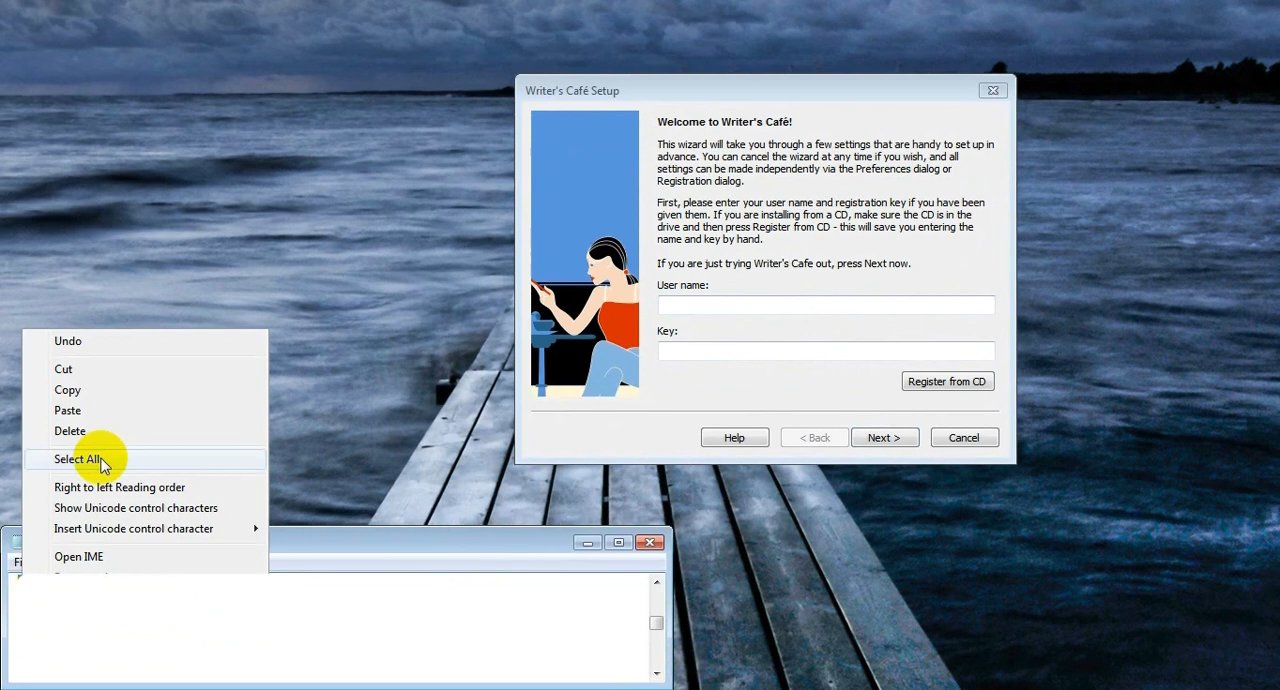 Writer's Café Setup
Welcome to Writer's Café!
This wizard will take you through a few settings that are handy to set up in
advance. You can cancel the wizard at any time if you wish, and all
settings can be made independently via the Preferences dialog or
Registration dialog.
First, please enter your user name and registration key if you have been
given them. If you are installing from a CD, make sure the CD is in the
drive and then press Register from CD - this will save you entering the
name and key by hand.
If you are just trying Writer's Cafe out, press Next now.
User name:
Key:
Register from CD
Help
< Back
Next >
Cancel
Undo
Cut
Copy
Paste
Delete
Select All
Right to left Reading order
Show Unicode control characters
Insert Unicode control character
Open IME